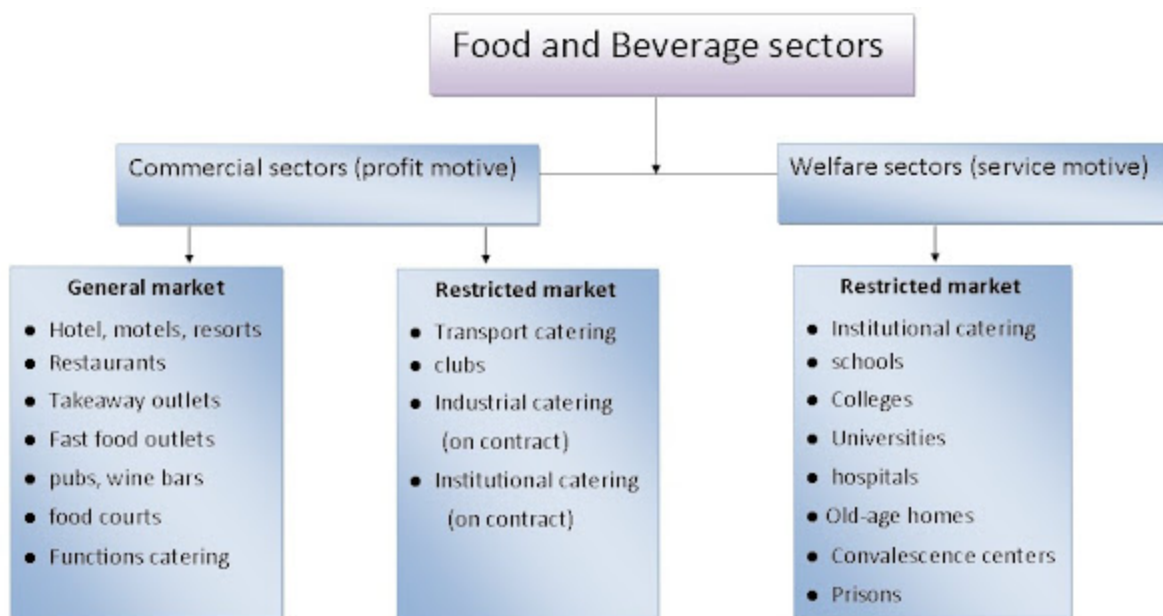 Food and Beverage sectors
Commercial sectors (profit motive)
Welfare sectors (service motive)
General market
● Hotel, motels, resorts
● Restaurants
● Takeaway outlets
● Fast food outlets
● pubs, wine bars
● food courts
● Functions catering
Restricted market
● Transport catering
● clubs
● Industrial catering
(on contract)
● Institutional catering
(on contract)
Restricted market
● Institutional catering
● schools
● Colleges
● Universities
● hospitals
● Old-age homes
● Convalescence centers
● Prisons